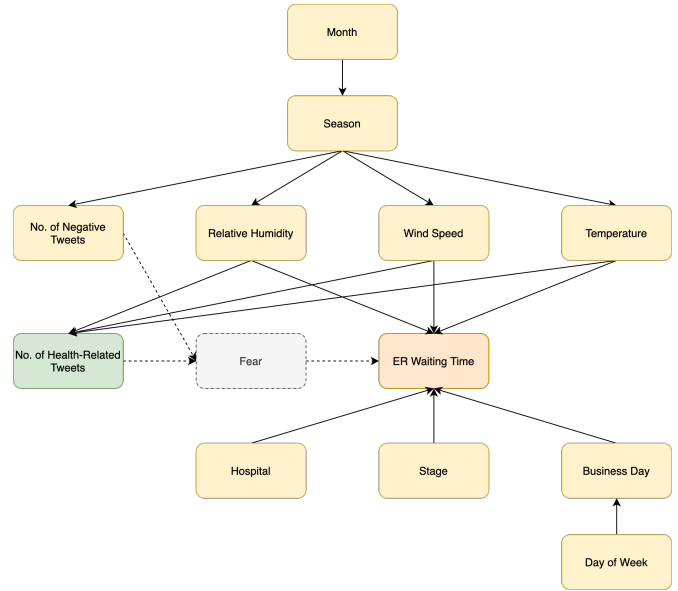 Month
Season
No. of Negative
Tweets
Relative Humidity
Wind Speed
Temperature
No. of Health-Related
Tweets
Fear
ER Waiting Time
Hospital
Stage
Business Day
Day of Week